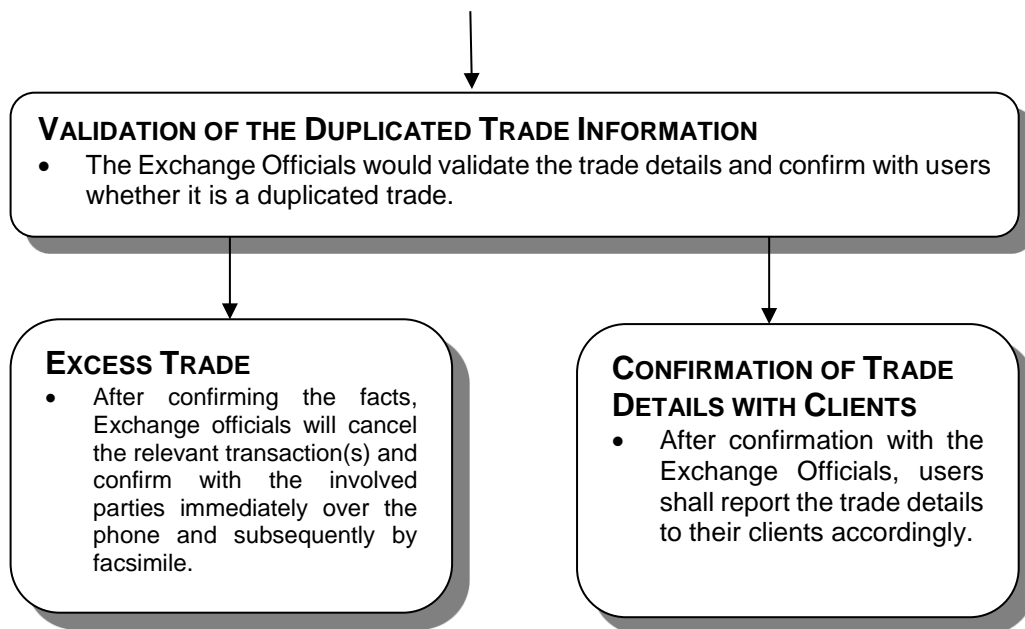 VALIDATION OF THE DUPLICATED TRADE INFORMATION
• The Exchange Officials would validate the trade details and confirm with users
whether it is a duplicated trade.
EXCESS TRADE
• After confirming the facts,
Exchange officials will cancel
the relevant transaction(s) and
confirm with the involved
parties immediately over the
phone and subsequently by
facsimile.
CONFIRMATION OF TRADE
DETAILS WITH CLIENTS
• After confirmation with the
Exchange Officials, users
shall report the trade details
to their clients accordingly.